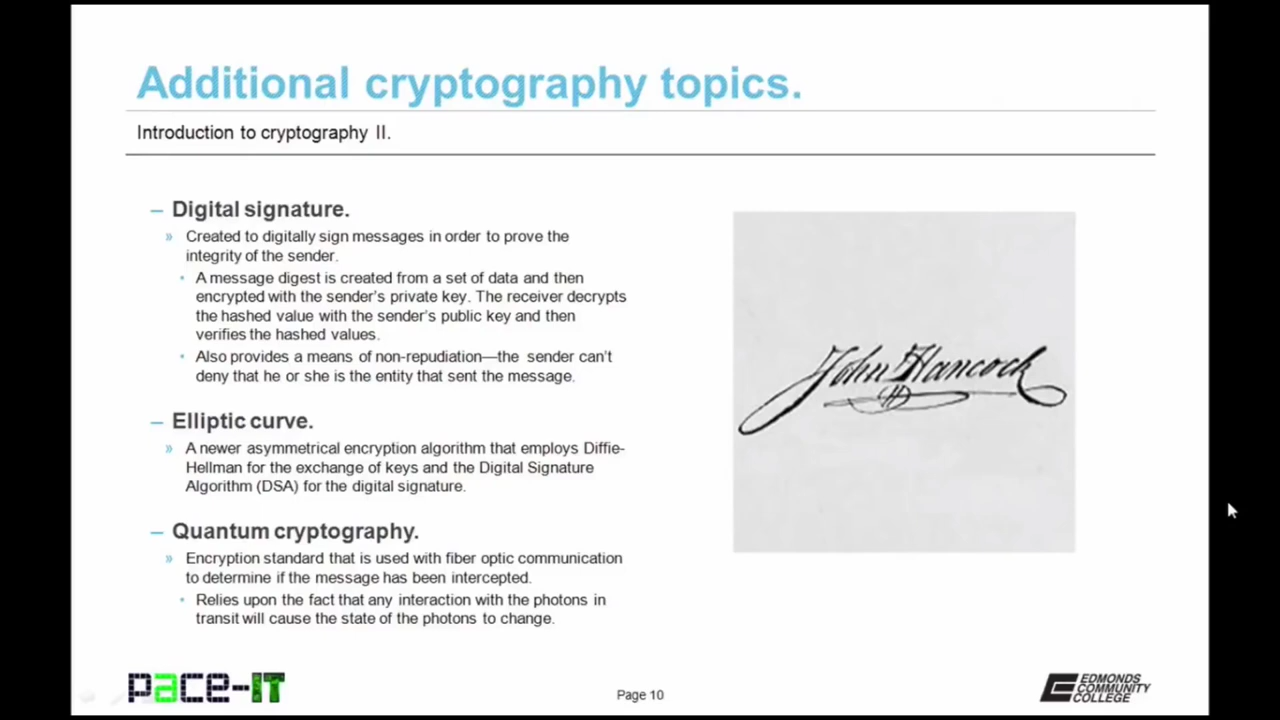 Additional cryptography topics.
Introduction to cryptography II.
– Digital signature.
» Created to digitally sign messages in order to prove the
integrity of the sender.
• A message digest is created from a set of data and then
encrypted with the sender's private key. The receiver decrypts
the hashed value with the sender's public key and then
verifies the hashed values.
• Also provides a means of non-repudiation—the sender can't
deny that he or she is the entity that sent the message.
– Elliptic curve.
» A newer asymmetrical encryption algorithm that employs Diffie-
Hellman for the exchange of keys and the Digital Signature
Algorithm (DSA) for the digital signature.
– Quantum cryptography.
» Encryption standard that is used with fiber optic communication
to determine if the message has been intercepted.
• Relies upon the fact that any interaction with the photons in
transit will cause the state of the photons to change.
John Hancock
pace-IT
Page 10
EDMONDS
COMMUNITY
COLLEGE